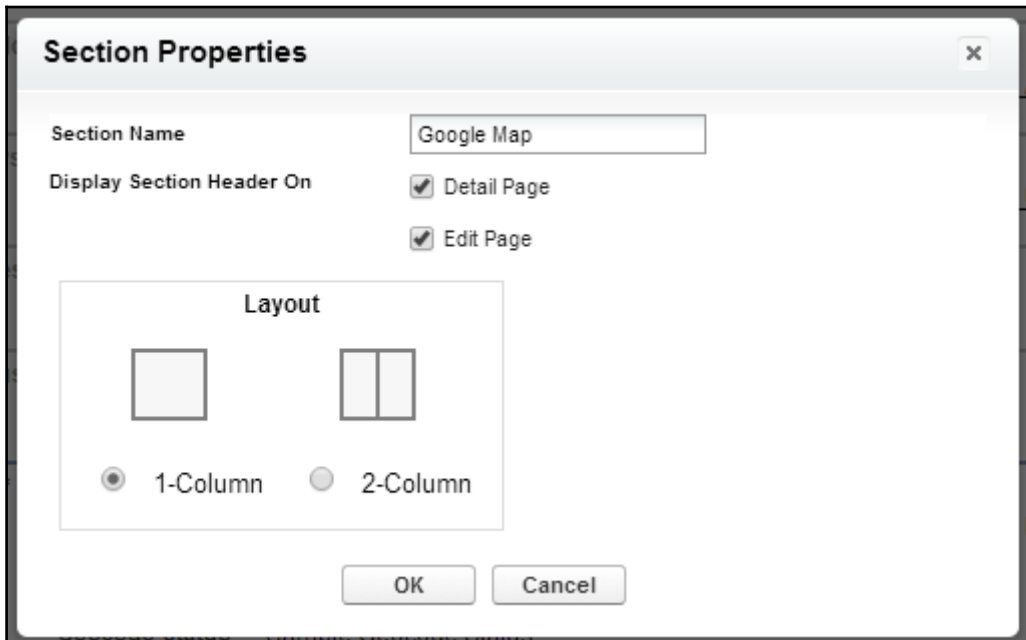 Section Properties
Section Name
Google Map
Display Section Header On
Detail Page
Edit Page
Layout
1-Column
2-Column
OK
Cancel